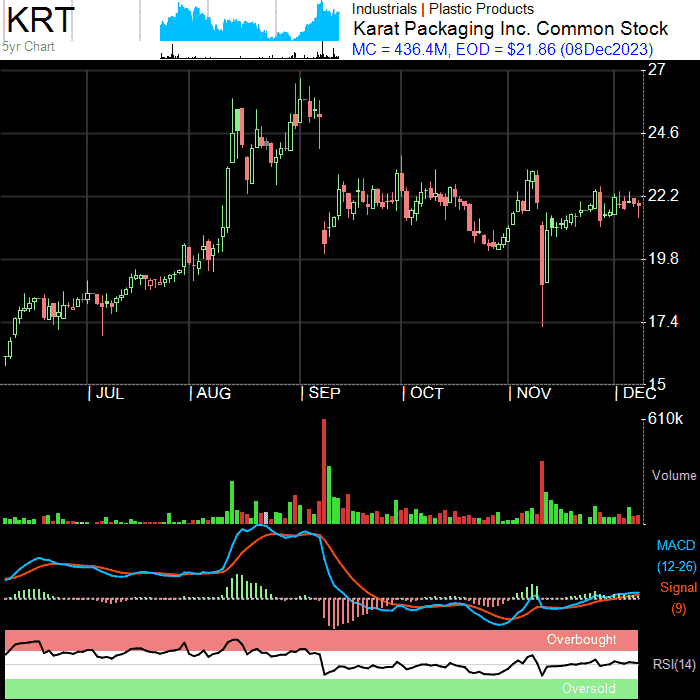 KRT
5yr Chart
Industrials | Plastic Products
Karat Packaging Inc. Common Stock
MC = 436.4M, EOD = $21.86 (08Dec2023)
27
24.6
22.2
19.8
17.4
15
| JUL | AUG | SEP | OCT | NOV | DEC
610k
Volume
MACD
(12-26)
Signal
(9)
Overbought
RSI(14)
Oversold